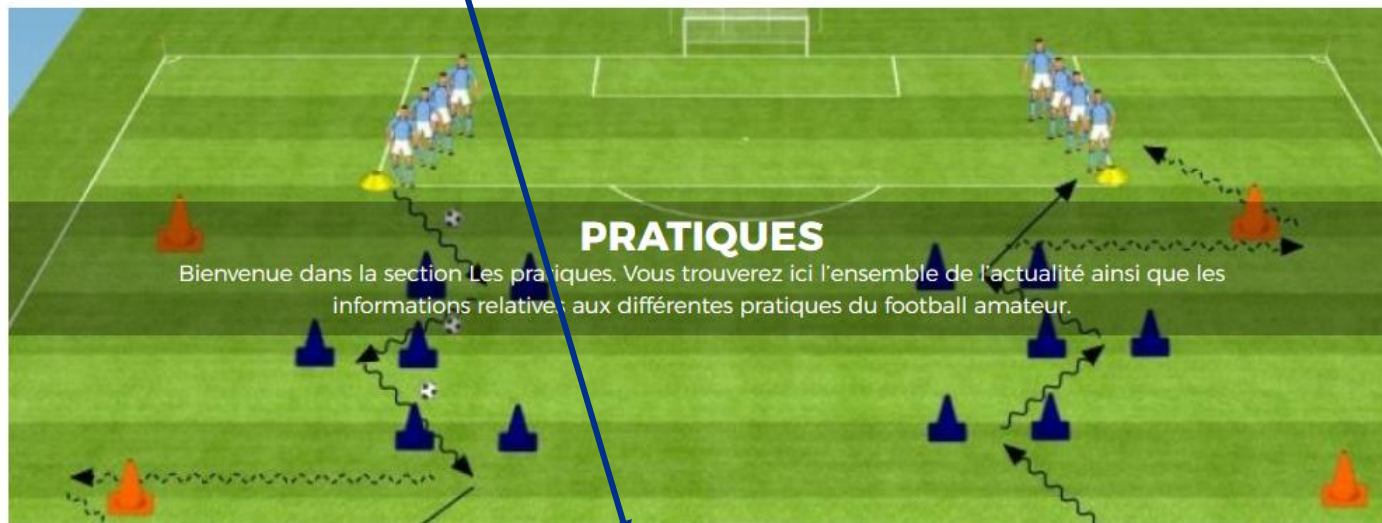 PRATIQUES
Bienvenue dans la section Les pratiques. Vous trouverez ici l'ensemble de l'actualité ainsi que les
informations relatives aux différentes pratiques du football amateur.